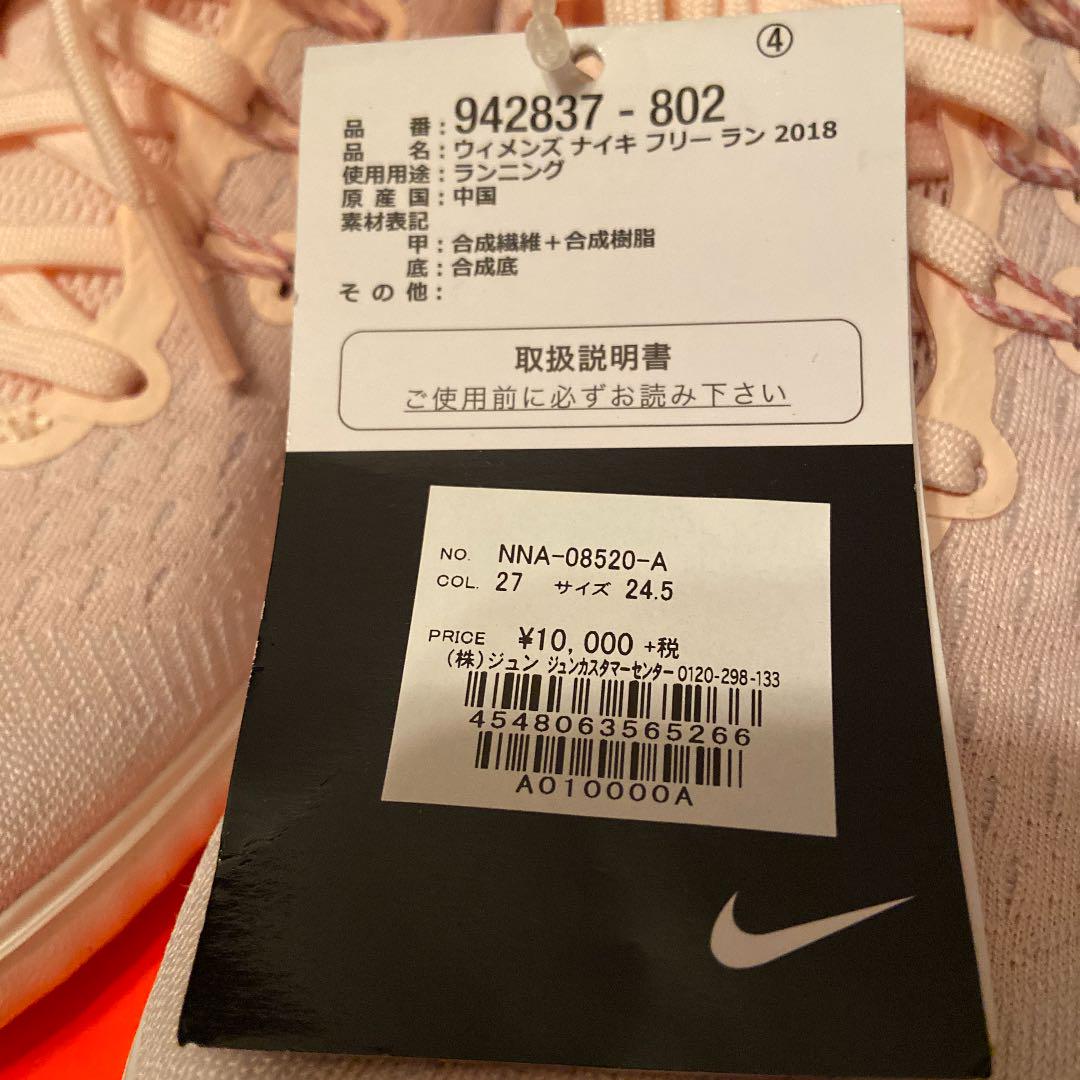 ④
品 番：942837 - 802
品 名：ウィメンズ ナイキ フリー ラン 2018
使用用途：ランニング
原 産 国：中国
素材表記
甲：合成繊維＋合成樹脂
底：合成底
そ の 他：
取扱説明書
ご使用前に必ずお読み下さい
NO. NNA-08520-A
COL. 27 サイズ 24.5
PRICE ¥10,000 +税
(株)ジュン ジュンカスタマーセンター 0120-298-133
4548063565266
A010000A